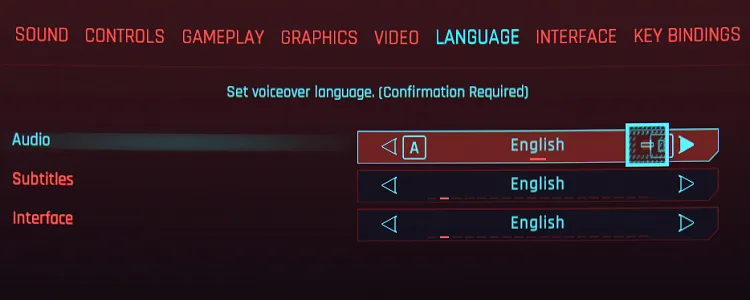 SOUND CONTROLS GAMEPLAY GRAPHICS VIDEO LANGUAGE INTERFACE KEY BINDINGS
Set voiceover language. (Confirmation Required)
Audio A English
Subtitles English
Interface English